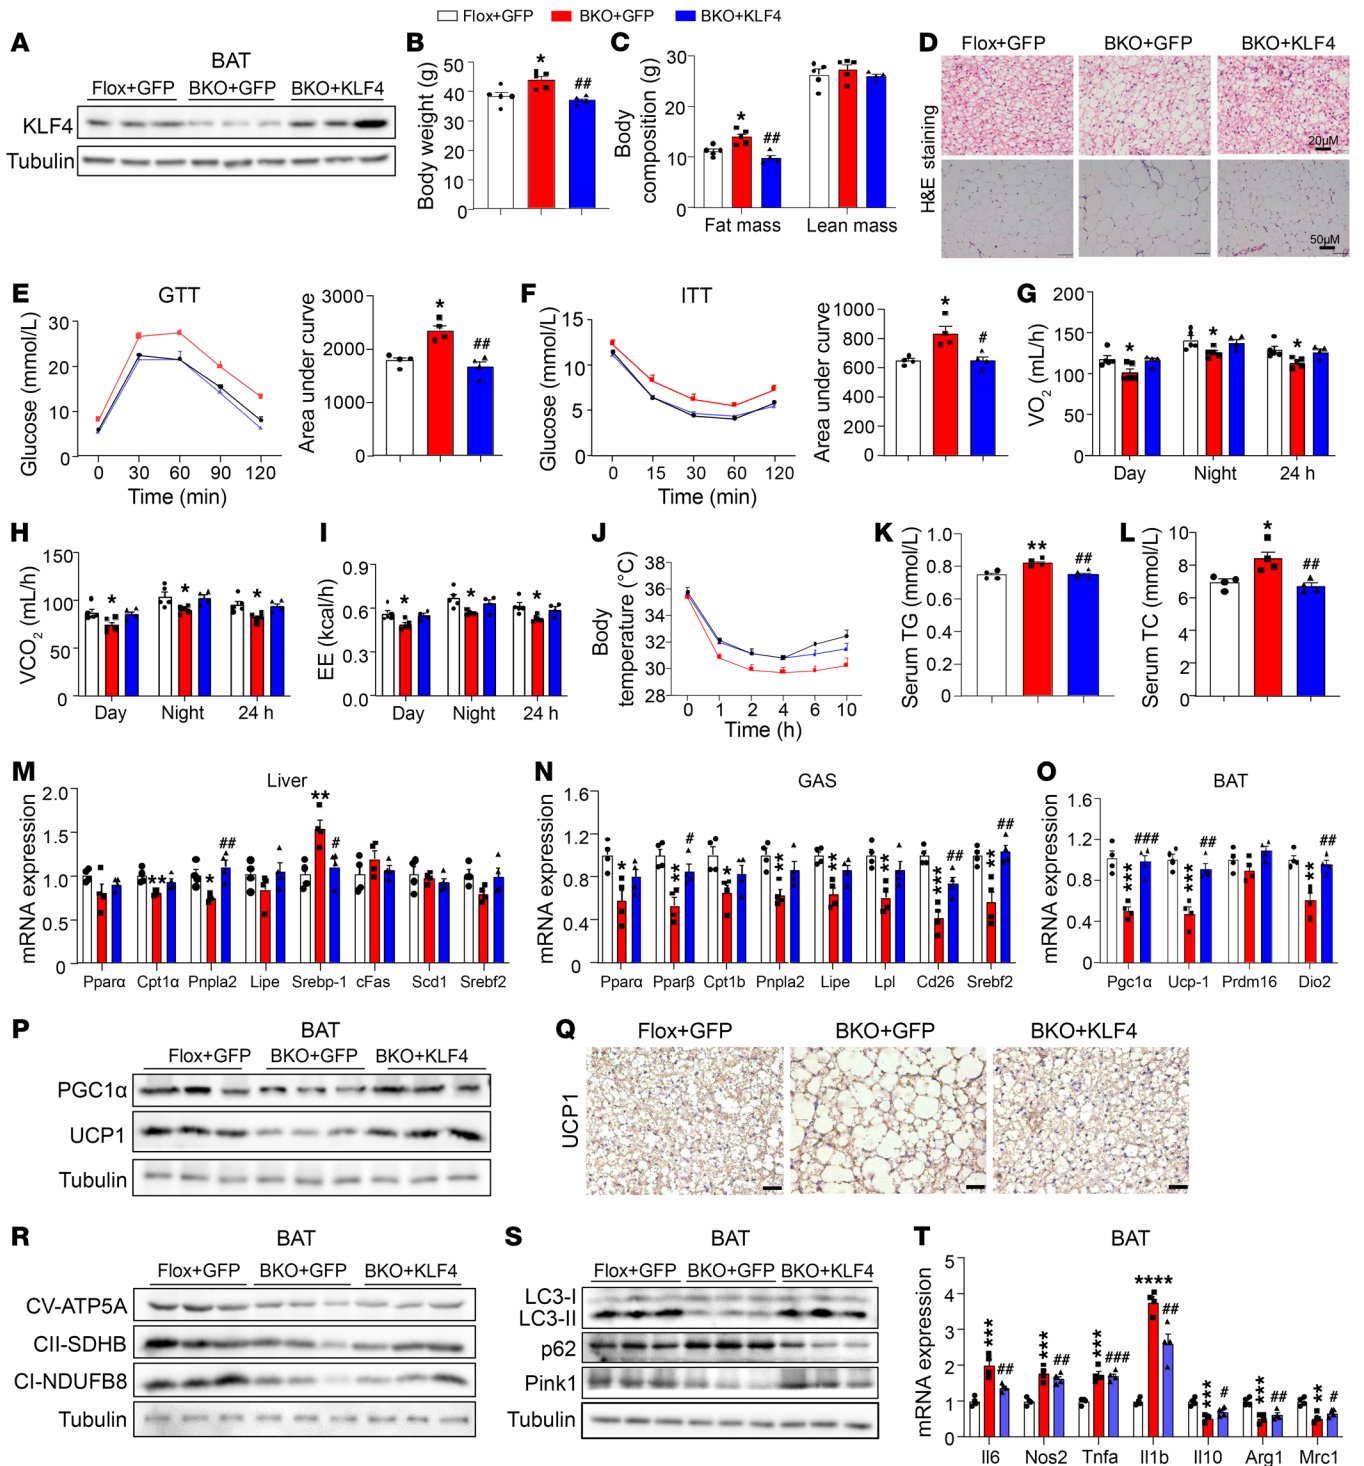 Flox+GFP BKO+GFP BKO+KLF4
A
BAT
Flox+GFP BKO+GFP BKO+KLF4
KLF4
Tubulin
B
Body weight (g)
50
40
30
20
10
0
*
##
C
Body composition (g)
30
20
10
0
*
##
Fat mass Lean mass
D
Flox+GFP BKO+GFP BKO+KLF4
H&E staining
20μM
50μM
E
GTT
Glucose (mmol/L)
30
20
10
0
0 30 60 90 120
Time (min)
Area under curve
3000
2000
1000
0
*
##
F
ITT
Glucose (mmol/L)
15
10
5
0
0 15 30 60 120
Time (min)
Area under curve
1000
800
600
400
200
0
*
#
G
VO2 (mL/h)
200
150
100
50
0
* * *
Day Night 24 h
H
VCO2 (mL/h)
150
100
50
0
* * *
Day Night 24 h
I
EE (kcal/h)
0.9
0.6
0.3
0.0
* * *
Day Night 24 h
J
Body temperature (°C)
38
36
34
32
30
28
0 1 2 4 6 10
Time (h)
K
Serum TG (mmol/L)
1.0
0.8
0.6
0.4
0.2
0
**
##
L
Serum TC (mmol/L)
10
8
6
4
2
0
*
##
M
Liver
mRNA expression
2.0
1.5
1.0
0.5
0
** * ## ** #
Pparα Cpt1α Pnpla2 Lipe Srebp-1 cFas Scd1 Srebf2
N
GAS
mRNA expression
1.6
1.2
0.8
0.4
0
* ** # * ** ** ** *** ## ** ##
Pparα Pparβ Cpt1b Pnpla2 Lipe Lpl Cd26 Srebf2
O
BAT
mRNA expression
1.6
1.2
0.8
0.4
0
*** ### *** ## ** ##
Pgc1α Ucp-1 Prdm16 Dio2
P
BAT
Flox+GFP BKO+GFP BKO+KLF4
PGC1α
UCP1
Tubulin
Q
Flox+GFP BKO+GFP BKO+KLF4
UCP1
R
BAT
Flox+GFP BKO+GFP BKO+KLF4
CV-ATP5A
CII-SDHB
CI-NDUFB8
Tubulin
S
BAT
Flox+GFP BKO+GFP BKO+KLF4
LC3-I
LC3-II
p62
Pink1
Tubulin
T
BAT
mRNA expression
5
4
3
2
1
0
*** ## *** ## *** ### **** ## *** # *** ## ** #
Il6 Nos2 Tnfa Il1b Il10 Arg1 Mrc1